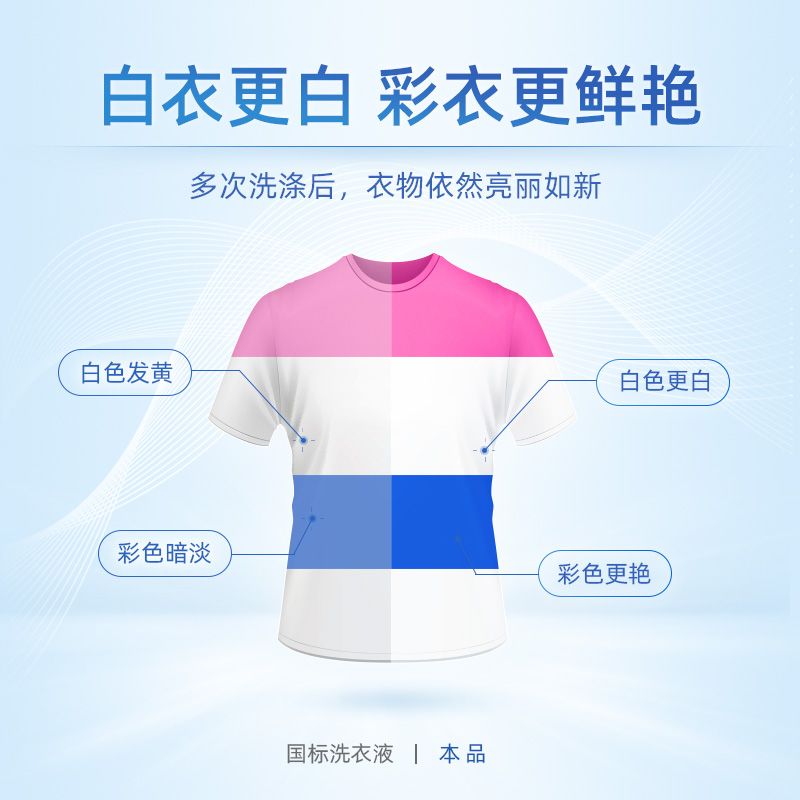 白衣更白 彩衣更鲜艳
多次洗涤后，衣物依然亮丽如新
白色发黄
白色更白
彩色暗淡
彩色更艳
国标洗衣液 | 本品